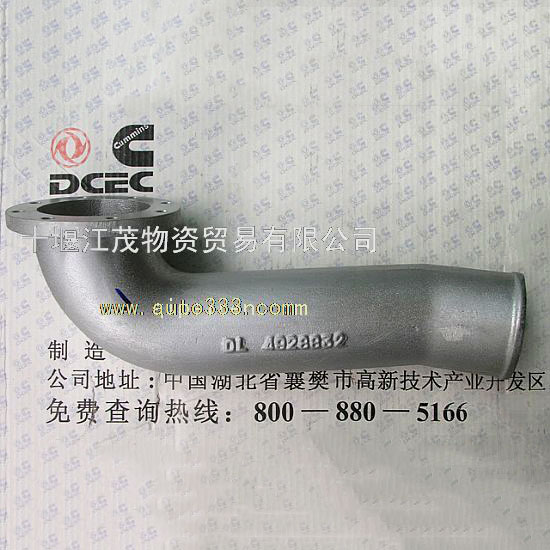 Cummins
DCEC
十堰江茂物资贸易有限公司
www.qipe333ncomm
DL 4928832
制 造
公司地址：中国湖北省襄樊市高新技术产业开发区
免费查询热线：800—880—5166